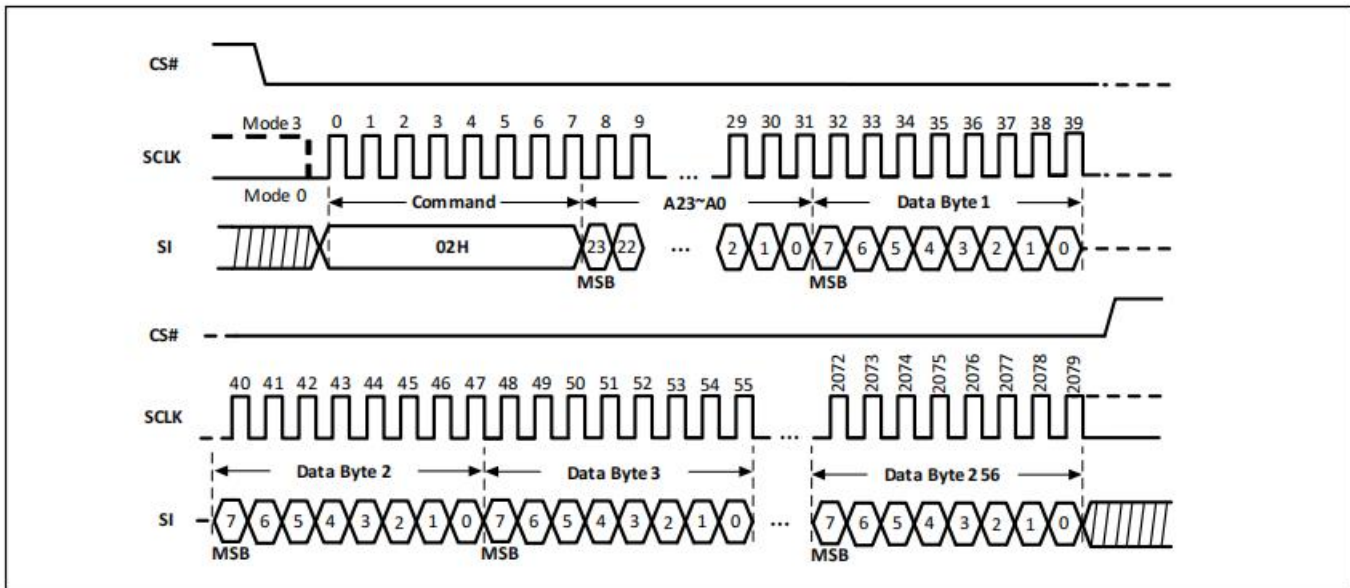 CS#
Mode 3 0 1 2 3 4 5 6 7 8 9 29 30 31 32 33 34 35 36 37 38 39
SCLK
...
Mode 0 Command A23~A0 Data Byte 1
SI 02H 23 22 ... 2 1 0 7 6 5 4 3 2 1 0
MSB MSB
CS#
40 41 42 43 44 45 46 47 48 49 50 51 52 53 54 55 2072 2073 2074 2075 2076 2077 2078 2079
SCLK
...
Data Byte 2 Data Byte 3 Data Byte 2 56
SI 7 6 5 4 3 2 1 0 7 6 5 4 3 2 1 0 ... 7 6 5 4 3 2 1 0
MSB MSB MSB